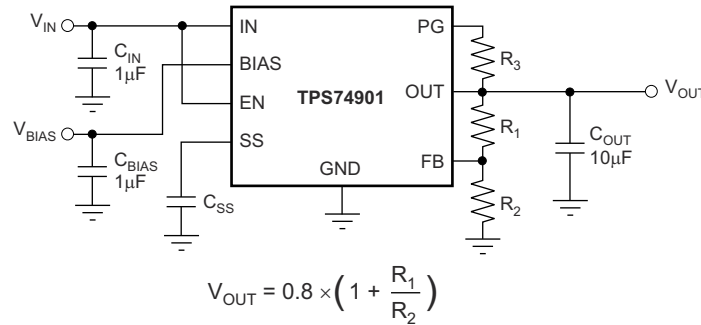 V_IN
C_IN
1μF
V_BIAS
C_BIAS
1μF
C_SS
IN
BIAS
EN
SS
TPS74901
GND
PG
OUT
FB
R_3
R_1
R_2
C_OUT
10μF
V_OUT
V_OUT = 0.8 × (1 + R_1/R_2)